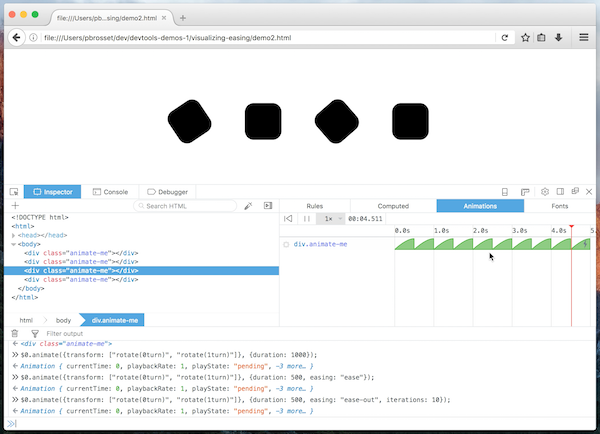 file:///Users/pb...sing/demo2.html
file:///Users/pbrosset/dev/devtools-demos-1/visualizing-easing/demo2.html
Inspector Console Debugger
Search HTML
Rules Computed Animations Fonts
1× 00:04.511
<!DOCTYPE html>
<html>
<head></head>
<body>
<div class="animate-me"></div>
<div class="animate-me"></div>
<div class="animate-me"></div>
<div class="animate-me"></div>
</body>
</html>
0.0s 1.0s 2.0s 3.0s 4.0s 5
div.animate-me
html body div.animate-me
Filter output
<div class="animate-me">
$0.animate({transform: ["rotate(0turn)", "rotate(1turn)"]}, {duration: 1000});
Animation { currentTime: 0, playbackRate: 1, playState: "pending", ~3 more… }
$0.animate({transform: ["rotate(0turn)", "rotate(1turn)"]}, {duration: 500, easing: "ease"});
Animation { currentTime: 0, playbackRate: 1, playState: "pending", ~3 more… }
$0.animate({transform: ["rotate(0turn)", "rotate(1turn)"]}, {duration: 500, easing: "ease-out", iterations: 10});
Animation { currentTime: 0, playbackRate: 1, playState: "pending", ~3 more… }